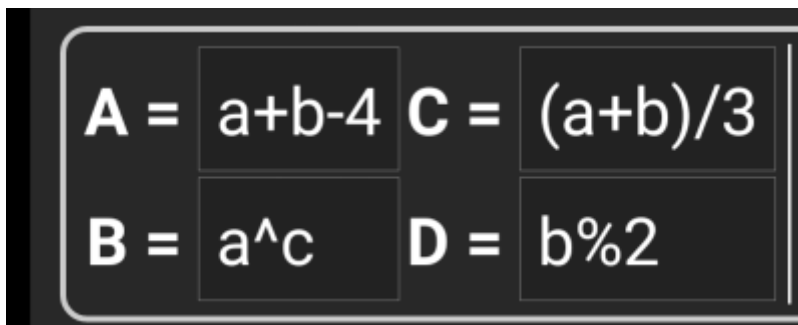 A = a+b-4 C = (a+b)/3
B = a^c D = b%2